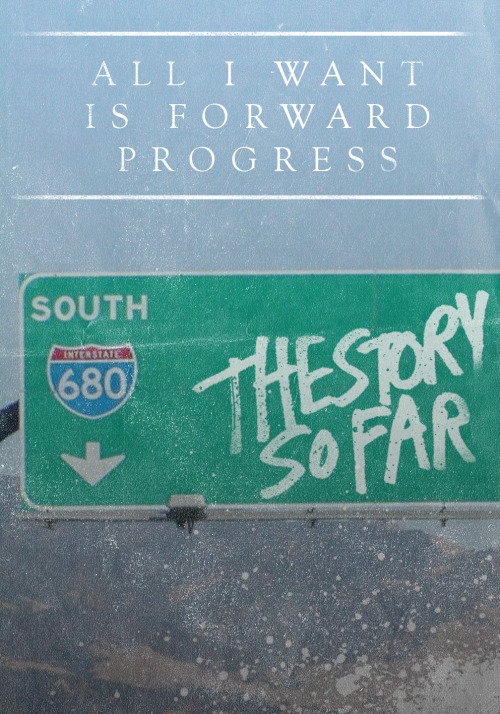 ALL I WANT
IS FORWARD
PROGRESS
SOUTH
INTERSTATE
680
THE STORY
SO FAR